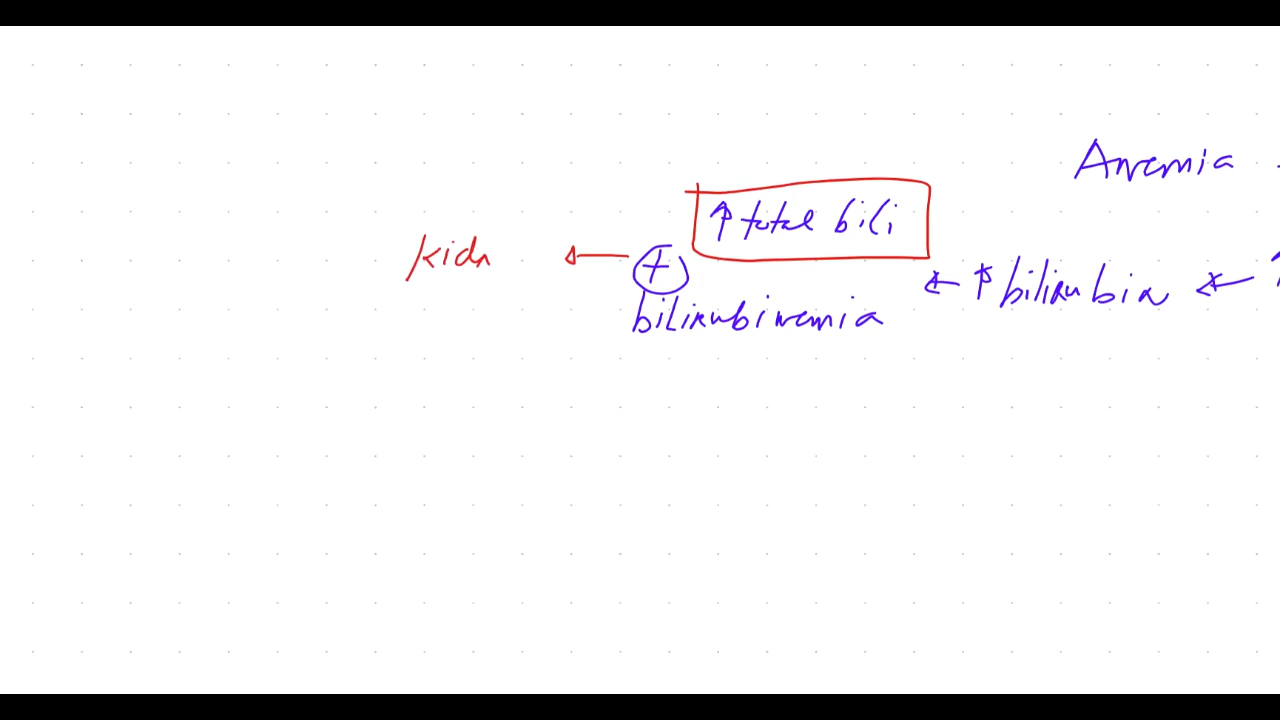 Anemia
↑ total bili
kidn ← +
bilirubinemia ← ↑ bilirubin ←